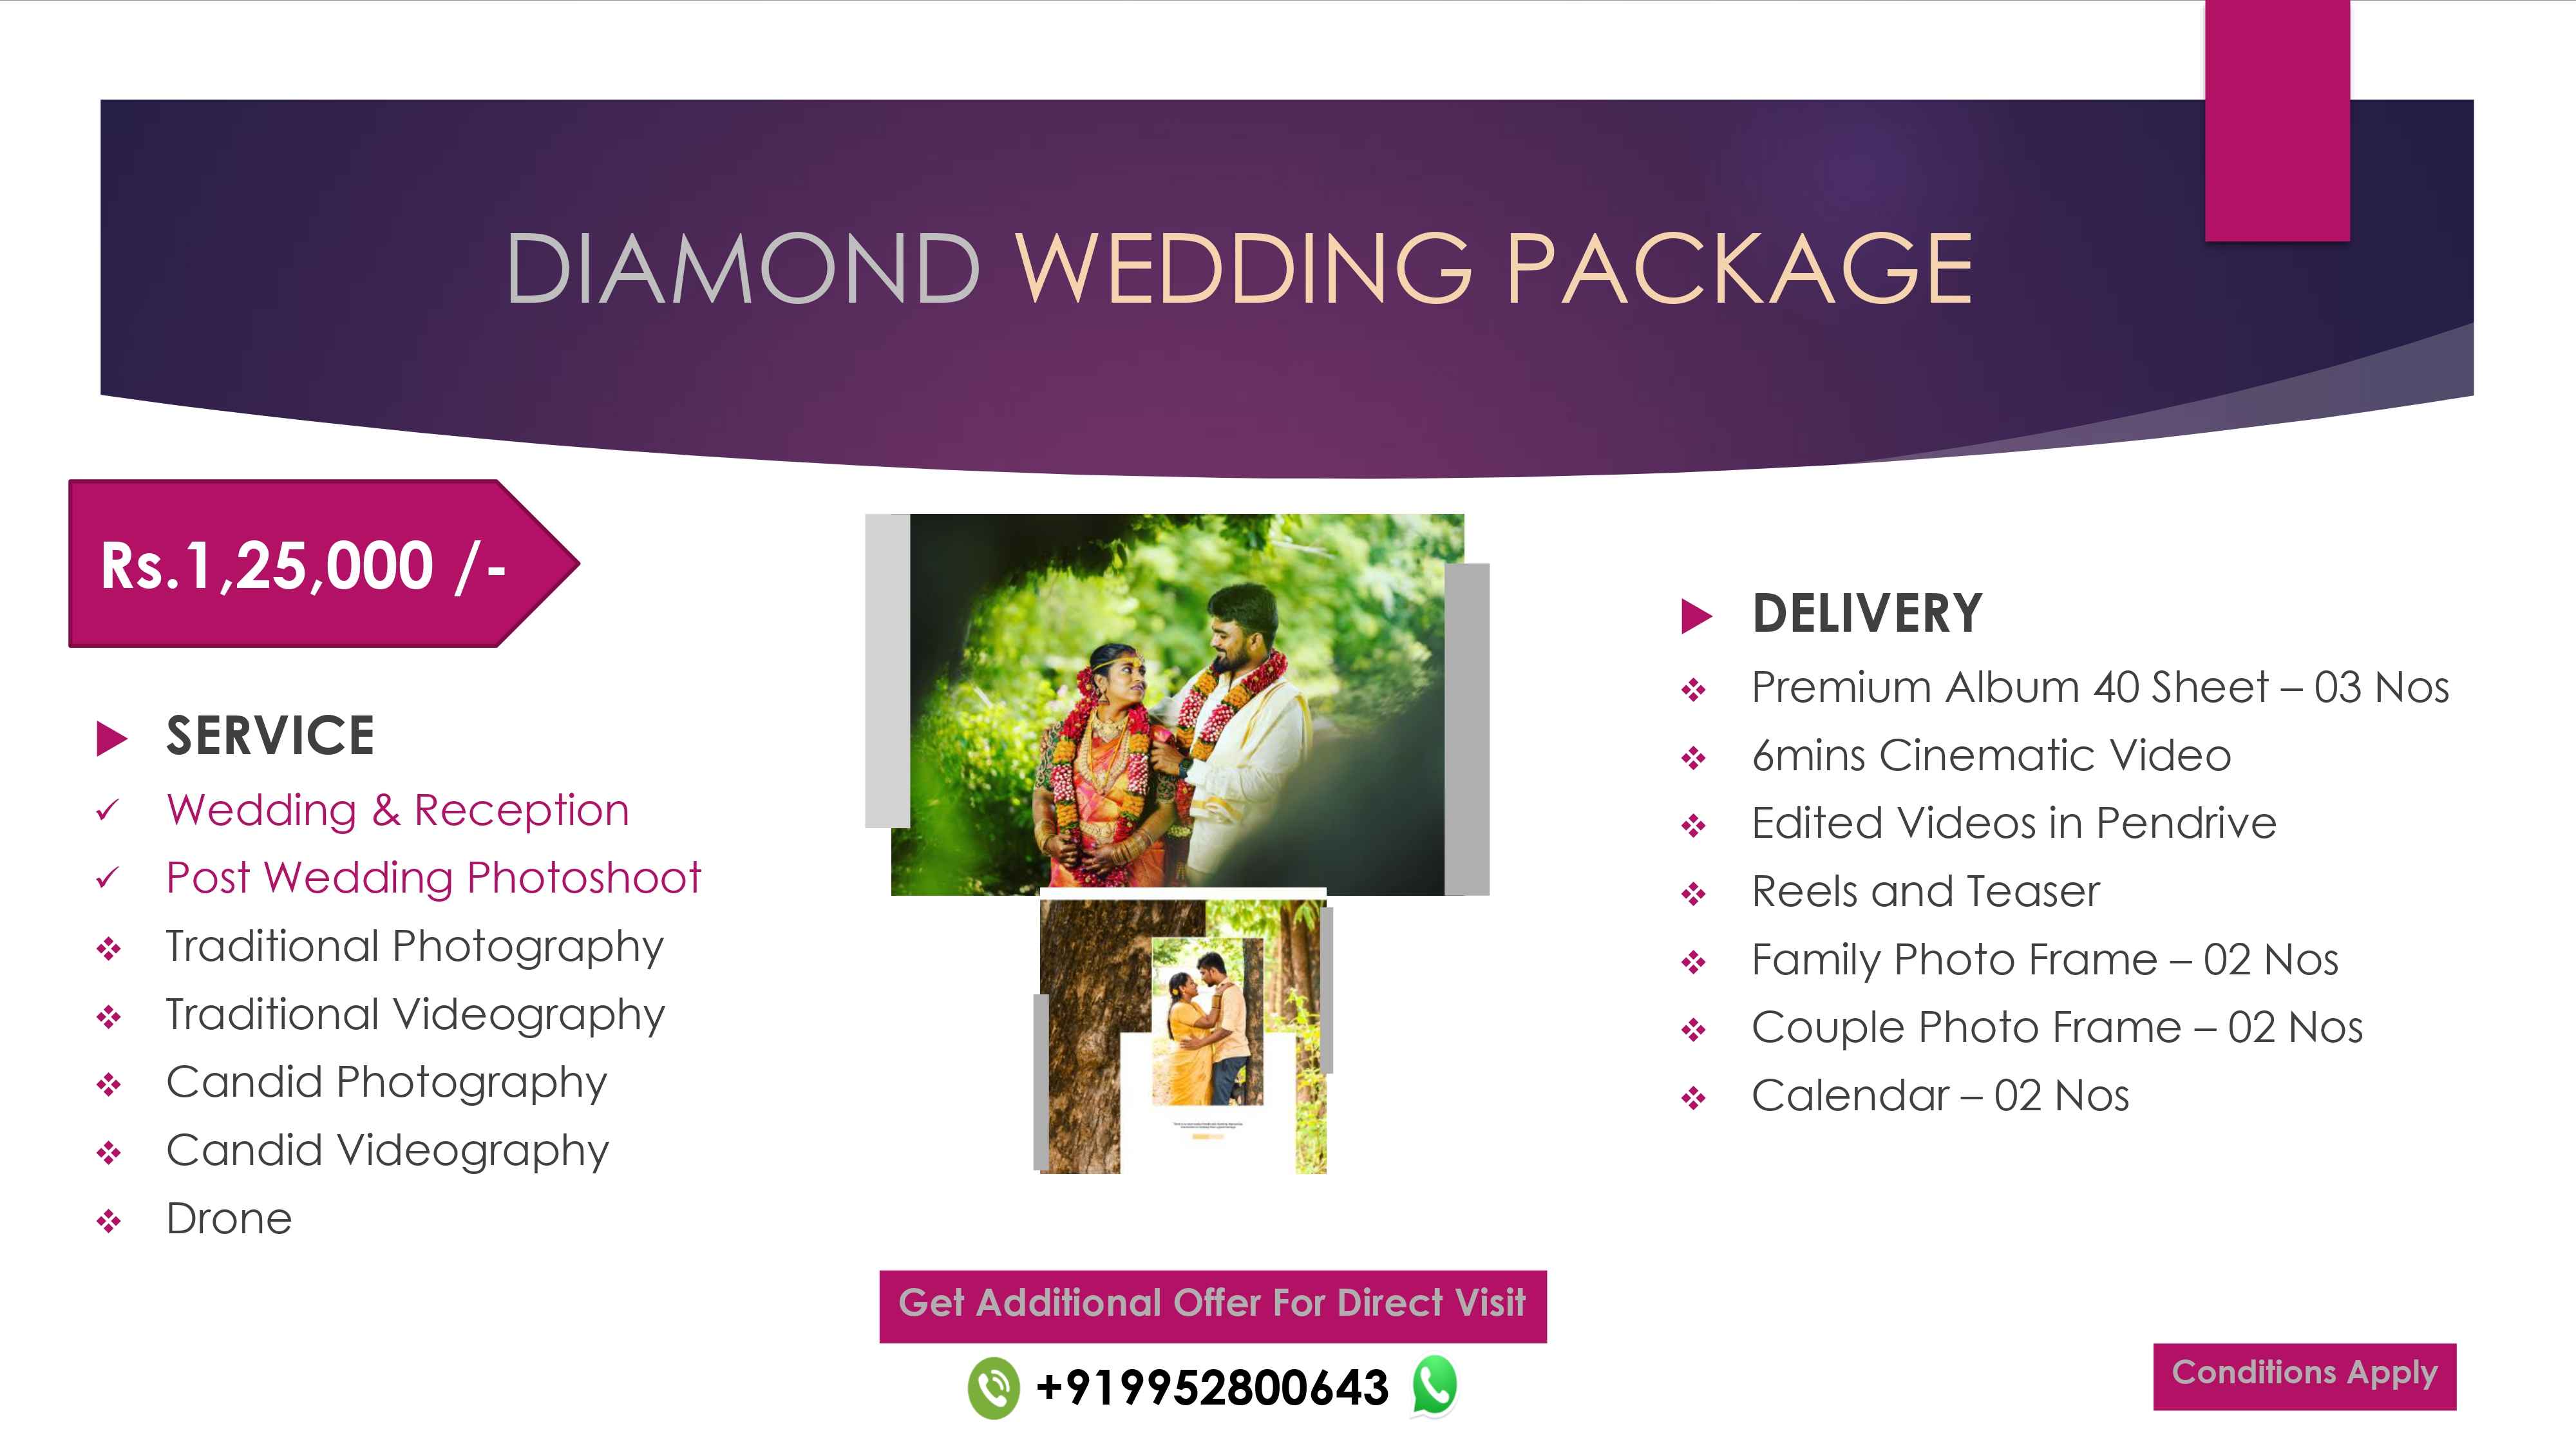 DIAMOND WEDDING PACKAGE
Rs.1,25,000 /-
SERVICE
Wedding & Reception
Post Wedding Photoshoot
Traditional Photography
Traditional Videography
Candid Photography
Candid Videography
Drone
DELIVERY
Premium Album 40 Sheet – 03 Nos
6mins Cinematic Video
Edited Videos in Pendrive
Reels and Teaser
Family Photo Frame – 02 Nos
Couple Photo Frame – 02 Nos
Calendar – 02 Nos
Get Additional Offer For Direct Visit
+919952800643
Conditions Apply